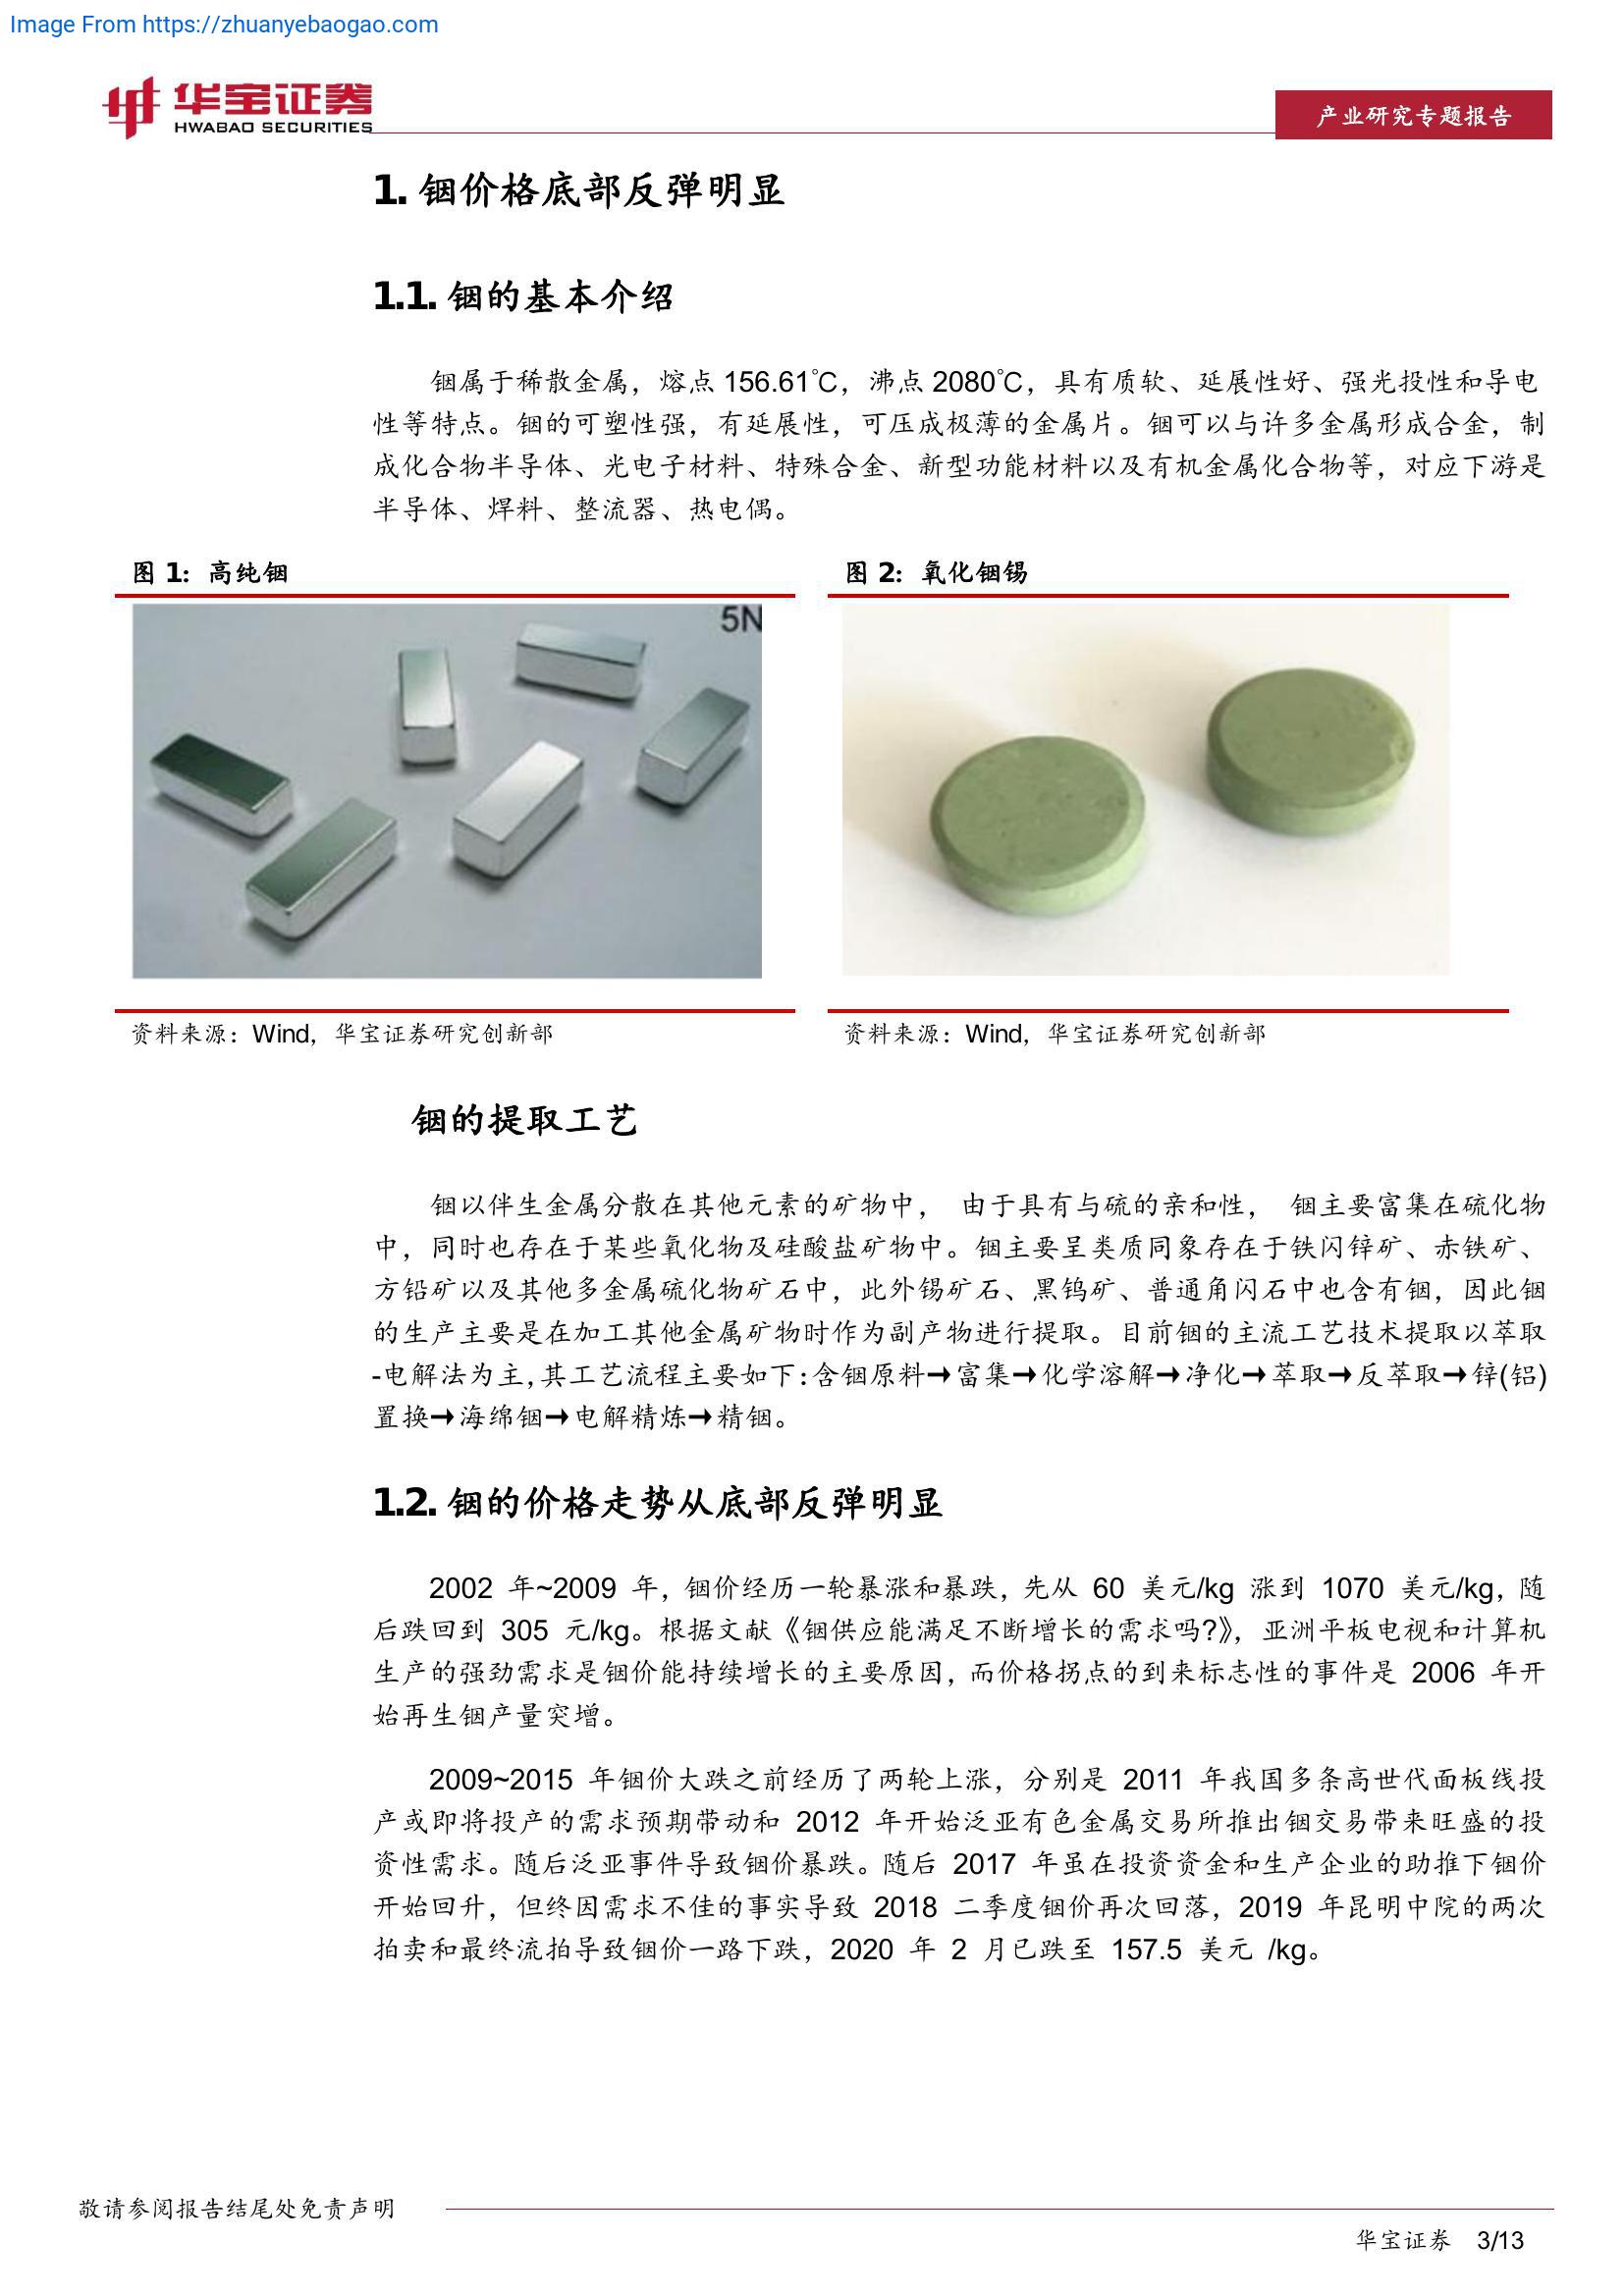 Image From https://zhuanyebaogao.com
华宝证券
HWABAO SECURITIES
产业研究专题报告
1. 铟价格底部反弹明显
1.1. 铟的基本介绍
铟属于稀散金属，熔点 156.61℃，沸点 2080℃，具有质软、延展性好、强光投性和导电
性等特点。铟的可塑性强，有延展性，可压成极薄的金属片。铟可以与许多金属形成合金，制
成化合物半导体、光电子材料、特殊合金、新型功能材料以及有机金属化合物等，对应下游是
半导体、焊料、整流器、热电偶。
图 1：高纯铟
图 2：氧化铟锡
5N
资料来源：Wind，华宝证券研究创新部
资料来源：Wind，华宝证券研究创新部
铟的提取工艺
铟以伴生金属分散在其他元素的矿物中， 由于具有与硫的亲和性， 铟主要富集在硫化物
中，同时也存在于某些氧化物及硅酸盐矿物中。铟主要呈类质同象存在于铁闪锌矿、赤铁矿、
方铅矿以及其他多金属硫化物矿石中，此外锡矿石、黑钨矿、普通角闪石中也含有铟，因此铟
的生产主要是在加工其他金属矿物时作为副产物进行提取。目前铟的主流工艺技术提取以萃取
-电解法为主,其工艺流程主要如下:含铟原料→富集→化学溶解→净化→萃取→反萃取→锌(铝)
置换→海绵铟→电解精炼→精铟。
1.2. 铟的价格走势从底部反弹明显
2002 年~2009 年，铟价经历一轮暴涨和暴跌，先从 60 美元/kg 涨到 1070 美元/kg，随
后跌回到 305 元/kg。根据文献《铟供应能满足不断增长的需求吗?》，亚洲平板电视和计算机
生产的强劲需求是铟价能持续增长的主要原因，而价格拐点的到来标志性的事件是 2006 年开
始再生铟产量突增。
2009~2015 年铟价大跌之前经历了两轮上涨，分别是 2011 年我国多条高世代面板线投
产或即将投产的需求预期带动和 2012 年开始泛亚有色金属交易所推出铟交易带来旺盛的投
资性需求。随后泛亚事件导致铟价暴跌。随后 2017 年虽在投资资金和生产企业的助推下铟价
开始回升，但终因需求不佳的事实导致 2018 二季度铟价再次回落，2019 年昆明中院的两次
拍卖和最终流拍导致铟价一路下跌，2020 年 2 月已跌至 157.5 美元 /kg。
敬请参阅报告结尾处免责声明
华宝证券 3/13